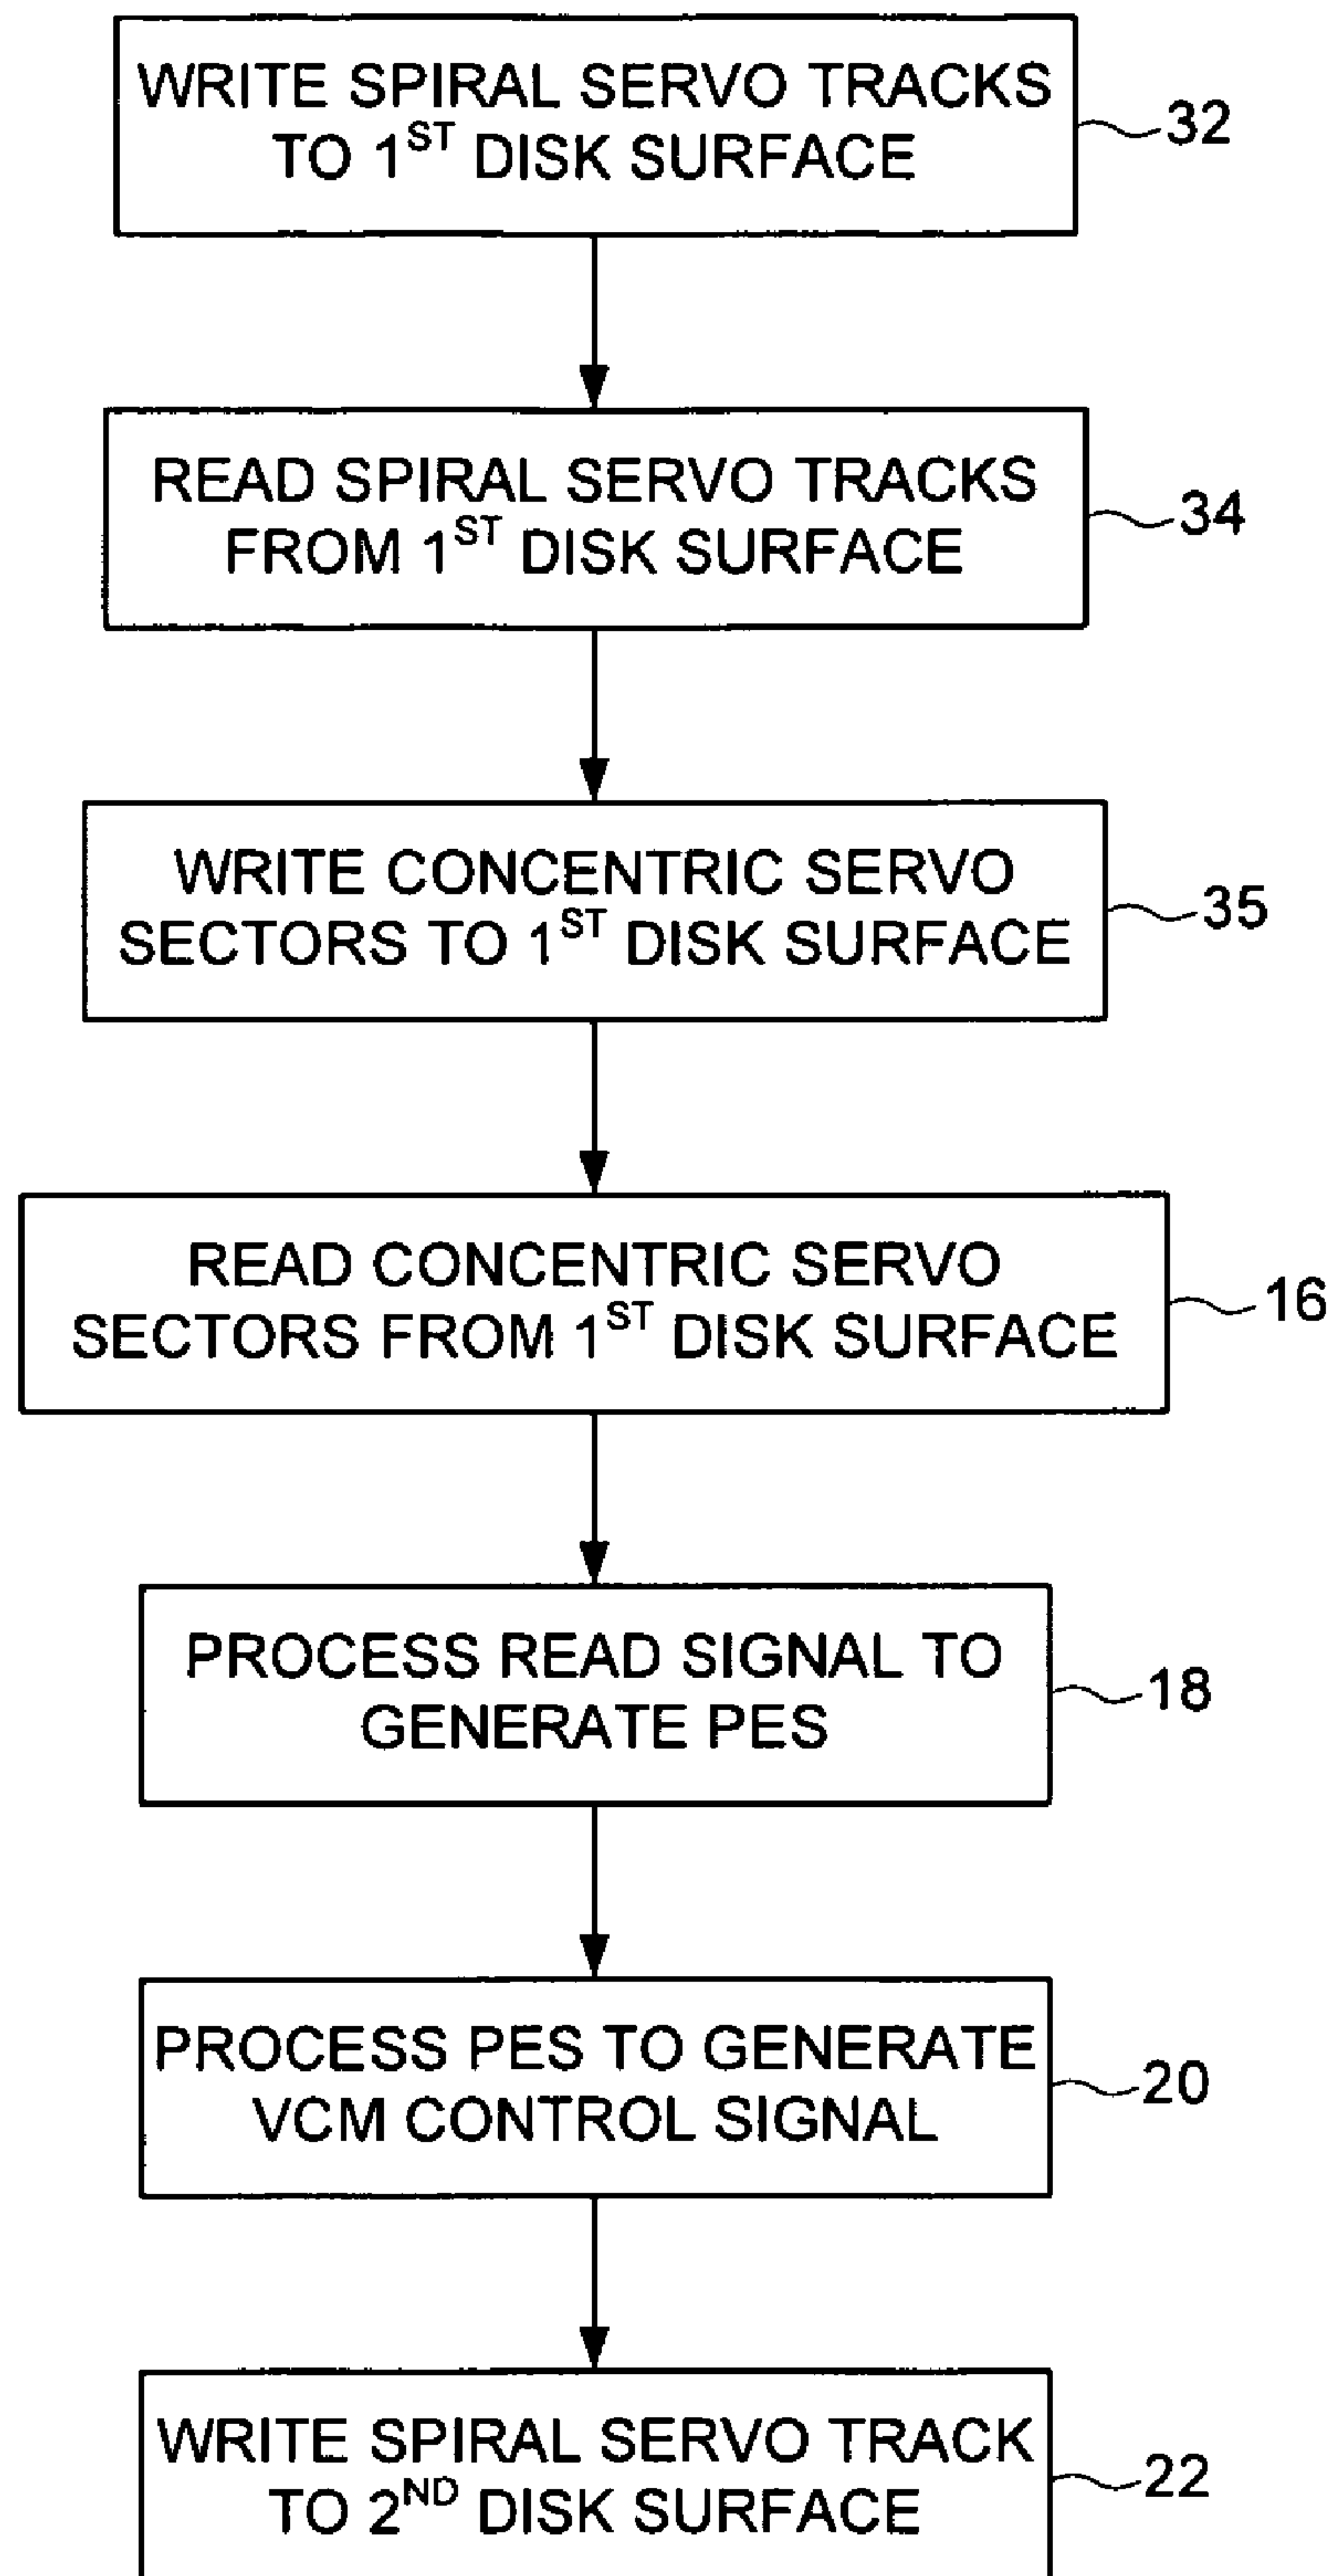 WRITE SPIRAL SERVO TRACKS
TO 1ST DISK SURFACE
32
READ SPIRAL SERVO TRACKS
FROM 1ST DISK SURFACE
34
WRITE CONCENTRIC SERVO
SECTORS TO 1ST DISK SURFACE
35
READ CONCENTRIC SERVO
SECTORS FROM 1ST DISK SURFACE
16
PROCESS READ SIGNAL TO
GENERATE PES
18
PROCESS PES TO GENERATE
VCM CONTROL SIGNAL
20
WRITE SPIRAL SERVO TRACK
TO 2ND DISK SURFACE
22